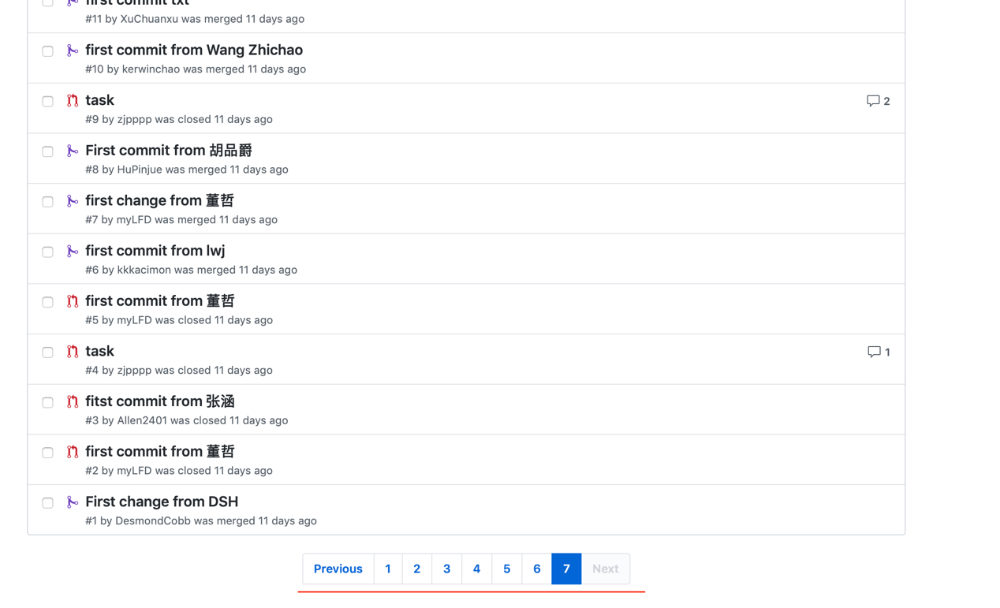 first commit txt
#11 by XuChuanxu was merged 11 days ago
first commit from Wang Zhichao
#10 by kerwinchao was merged 11 days ago
task
2
#9 by zjpppp was closed 11 days ago
First commit from 胡品爵
#8 by HuPinjue was merged 11 days ago
first change from 董哲
#7 by myLFD was merged 11 days ago
first commit from lwj
#6 by kkkacimon was merged 11 days ago
first commit from 董哲
#5 by myLFD was closed 11 days ago
task
1
#4 by zjpppp was closed 11 days ago
fitst commit from 张涵
#3 by Allen2401 was closed 11 days ago
first commit from 董哲
#2 by myLFD was closed 11 days ago
First change from DSH
#1 by DesmondCobb was merged 11 days ago
Previous 1 2 3 4 5 6 7 Next